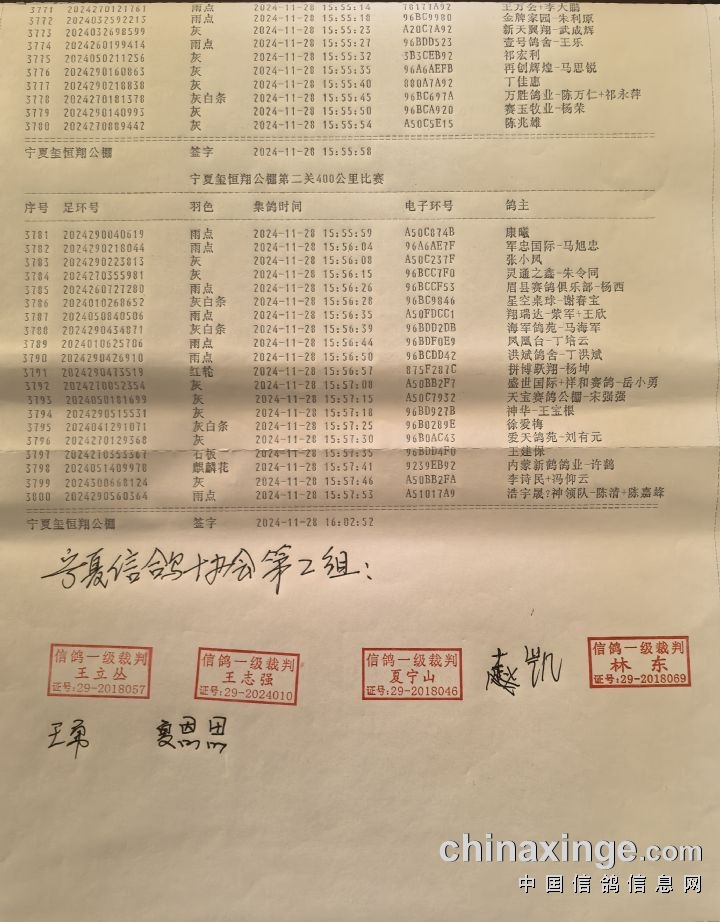 3771 2024270121761 雨点 2024-11-28 15:55:14 78171A92
3772 2024032592213 雨点 2024-11-28 15:55:18 96BC9980 金牌家园-朱利原
3773 2024032699529 灰 2024-11-28 15:55:23 A20C7A92 新天翼翔-武成辉
3774 2024260199414 雨点 2024-11-28 15:55:27 96BDD523 壹号鸽舍-王乐
3775 2024050211256 灰 2024-11-28 15:55:32 3B3CEB92 祁宏利
3776 2024290160863 灰 2024-11-28 15:55:35 96A6AEFB 再创辉煌-马思锐
3777 2024290218838 灰 2024-11-28 15:55:40 880A7A92 丁佳惠
3778 2024270181378 灰白条 2024-11-28 15:55:45 96BC697A 万胜鸽业-陈万仁+祁永萍
3779 2024290140993 灰 2024-11-28 15:55:50 96BCA920 赛玉牧业-杨荣
3780 2024270889442 灰 2024-11-28 15:55:54 A50C5E15 陈兆雄
宁夏玺恒翔公棚 签字 2024-11-28 15:55:58
宁夏玺恒翔公棚第二关400公里比赛
序号 足环号 羽色 集鸽时间 电子环号 鸽主
3781 2024290040619 雨点 2024-11-28 15:55:59 A50C874B 康曦
3782 2024290218044 雨点 2024-11-28 15:56:04 96A6AE7F 军忠国际-马旭忠
3783 2024290223813 灰 2024-11-28 15:56:08 A50C237F 张小凤
3784 2024270355981 灰 2024-11-28 15:56:15 96BCC7F0 灵通之鑫-朱令同
3785 2024260727280 雨点 2024-11-28 15:56:26 96BCCF53 眉县赛鸽俱乐部-杨西
3786 2024010268652 灰白条 2024-11-28 15:56:28 96BC9846 星空桌球-谢春宝
3787 2024050840506 雨点 2024-11-28 15:56:34 A50FDCC1 翔瑞达-蒙军+王欣
3788 2024290434871 灰白条 2024-11-28 15:56:39 96BDD2DB 海军鸽苑-马海军
3789 2024010625706 雨点 2024-11-28 15:56:44 96BDF0E9 凤凰台-丁培云
3790 2024290426910 雨点 2024-11-28 15:56:50 96BCDD42 洪斌鸽舍-丁洪斌
3791 2024290473519 红轮 2024-11-28 15:56:57 875F287C 拼博跃翔-杨坤
3792 2024270052354 灰 2024-11-28 15:57:08 A50BB2F7 盛世国际+祥和赛鸽-岳小勇
3793 2024050181699 灰 2024-11-28 15:57:15 A50C7932 天宝赛鸽公棚-宋强强
3794 2024290515531 灰 2024-11-28 15:57:18 96BD927B 神华-王宝根
3795 2024041291071 灰白条 2024-11-28 15:57:25 96B0289E 徐爱梅
3796 2024270129368 灰 2024-11-28 15:57:30 96B0AC43 爱天鸽苑-刘有元
3797 2024270353367 石板 2024-11-28 15:57:35 96BDD4F0 王建保
3798 2024051409978 麒麟花 2024-11-28 15:57:41 9239EB92 内蒙新鹤鸽业-许鹤
3799 2024300668124 灰 2024-11-28 15:57:46 A50BB2FA 李诗民+冯仰云
3800 2024290560364 雨点 2024-11-28 15:57:53 A51017A9 浩宇晟?神领队-陈清+陈嘉峰
宁夏玺恒翔公棚 签字 2024-11-28 16:02:52
宁夏信鸽协会第2组：
信鸽一级裁判 王立丛 证号:29-2018057
信鸽一级裁判 王志强 证号:29-2024010
信鸽一级裁判 夏宁山 证号:29-2018046
赵凯
信鸽一级裁判 林东 证号:29-2018069
夏恩思
chinaxinge.com
中国信鸽信息网